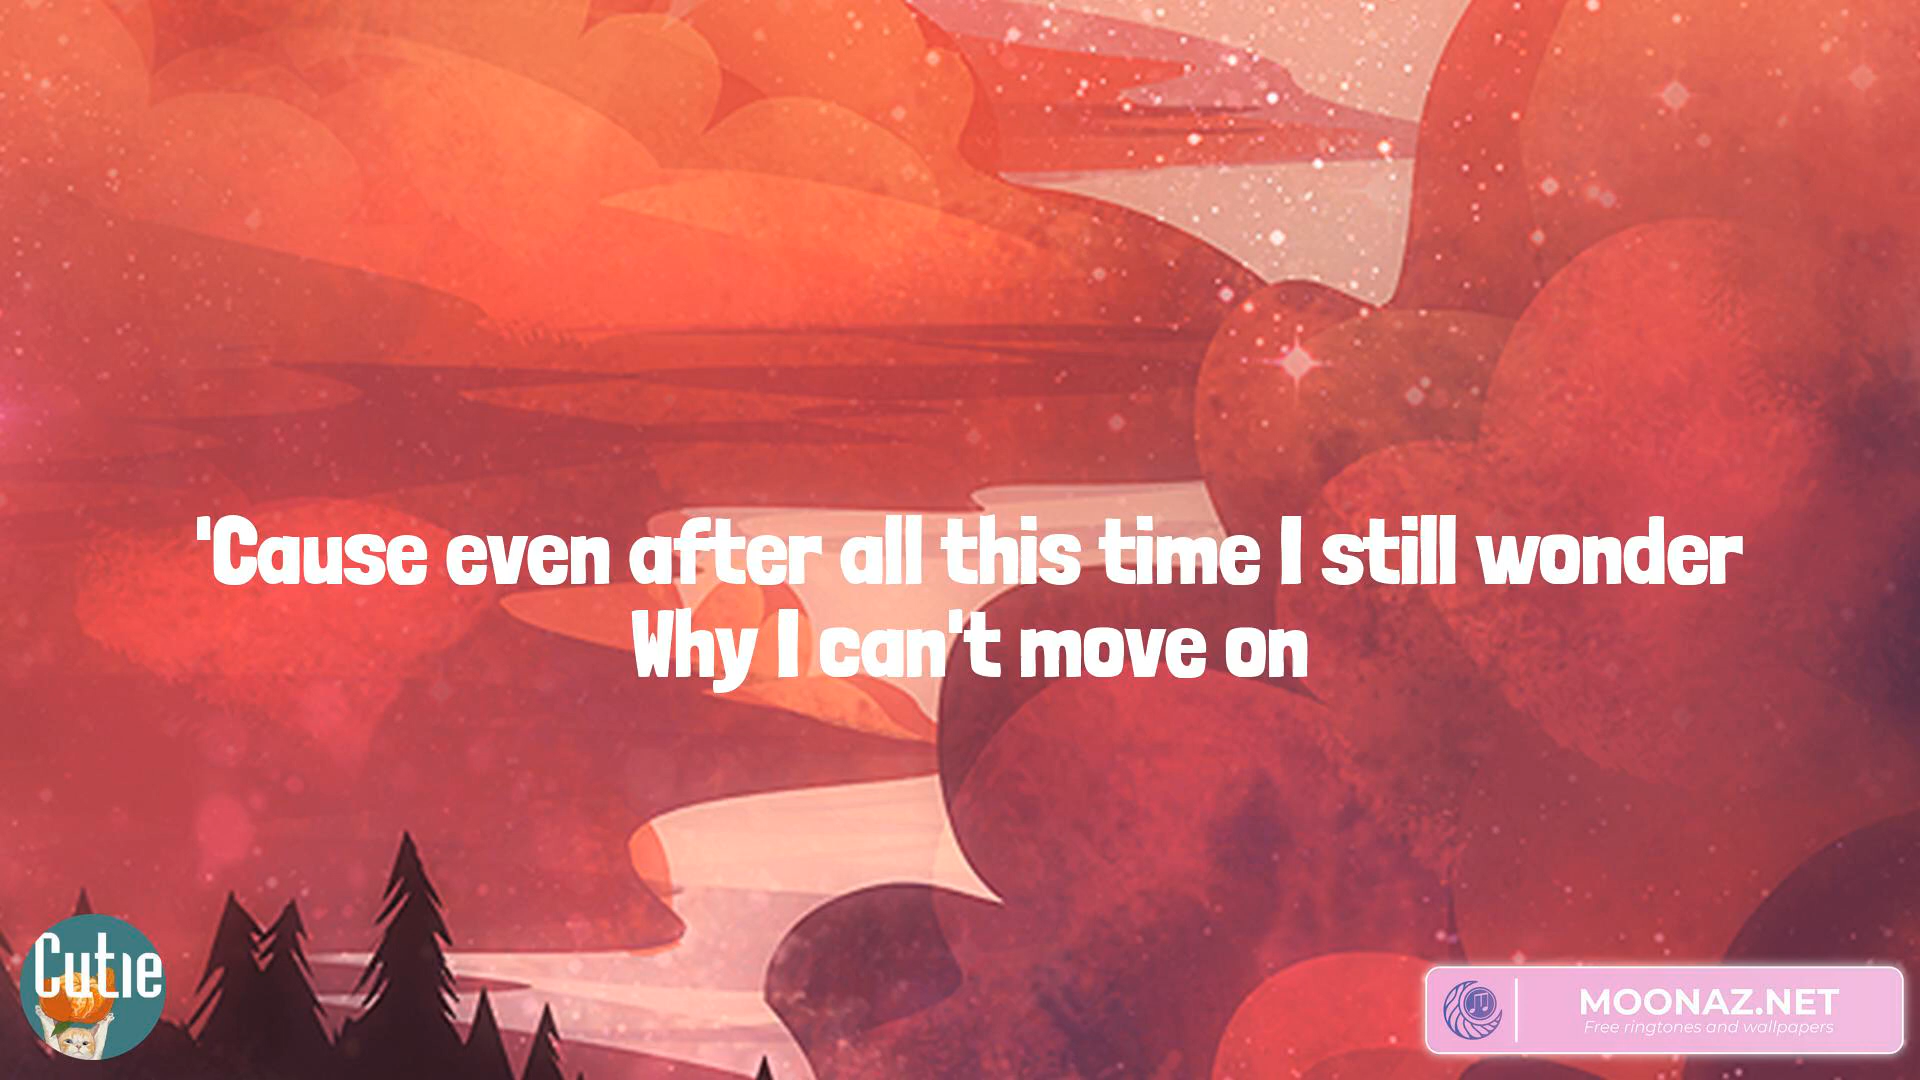 'Cause even after all this time I still wonder
Why I can't move on
Cutie
MOONAZ.NET
Free ringtones and wallpapers